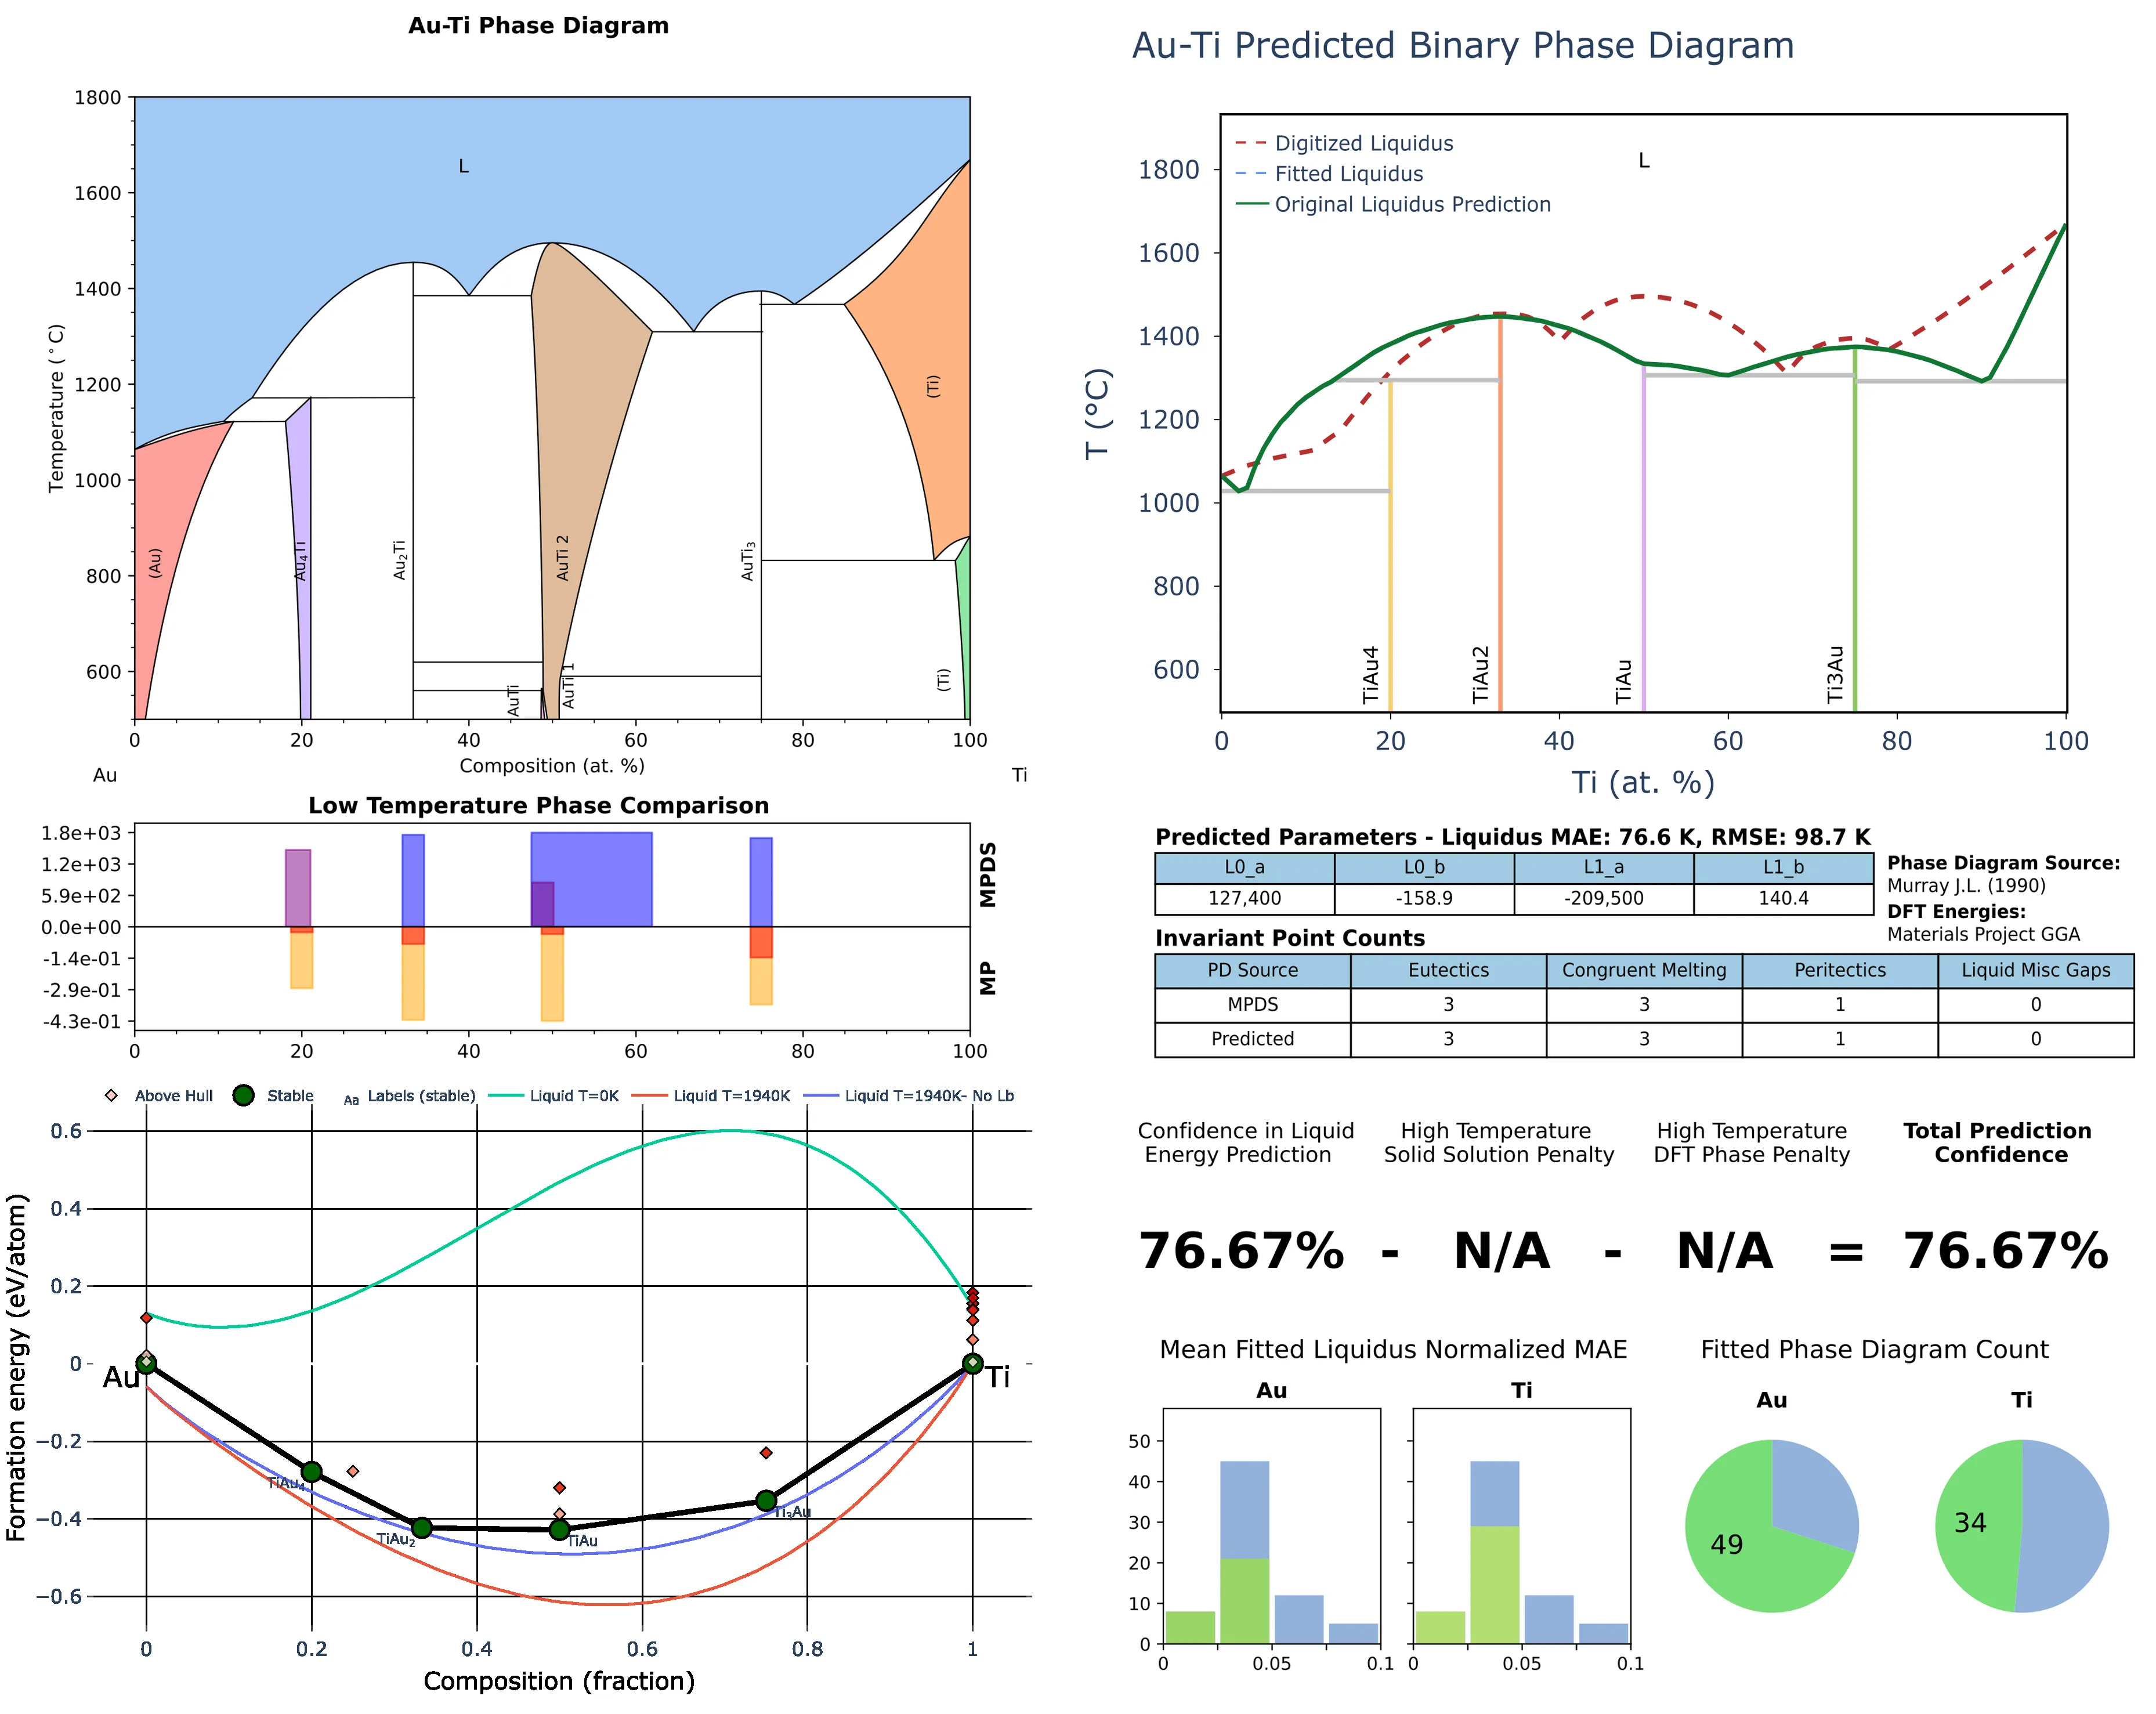 Au-Ti Phase Diagram
1800
1600
1400
1200
1000
800
600
Temperature (°C)
L
(Au)
Au₄Ti
Au₂Ti
AuTi 2
AuTi
AuTi 1
AuTi₃
(Ti)
(Ti)
0 20 40 60 80 100
Composition (at. %)
Au Ti
Low Temperature Phase Comparison
1.8e+03
1.2e+03
5.9e+02
0.0e+00
-1.4e-01
-2.9e-01
-4.3e-01
MPDS
MP
0 20 40 60 80 100
Above Hull Stable Aa Labels (stable) Liquid T=0K Liquid T=1940K Liquid T=1940K- No Lb
0.6
0.4
0.2
0
−0.2
−0.4
−0.6
Formation energy (eV/atom)
Au
Ti
TiAu₄
TiAu₂
TiAu
Ti₃Au
0 0.2 0.4 0.6 0.8 1
Composition (fraction)
Au-Ti Predicted Binary Phase Diagram
Digitized Liquidus
Fitted Liquidus
Original Liquidus Prediction
L
1800
1600
1400
1200
1000
800
600
T (°C)
TiAu4
TiAu2
TiAu
Ti3Au
0 20 40 60 80 100
Ti (at. %)
Predicted Parameters - Liquidus MAE: 76.6 K, RMSE: 98.7 K
L0_a L0_b L1_a L1_b
127,400 -158.9 -209,500 140.4
Phase Diagram Source:
Murray J.L. (1990)
DFT Energies:
Materials Project GGA
Invariant Point Counts
PD Source Eutectics Congruent Melting Peritectics Liquid Misc Gaps
MPDS 3 3 1 0
Predicted 3 3 1 0
Confidence in Liquid
Energy Prediction
High Temperature
Solid Solution Penalty
High Temperature
DFT Phase Penalty
Total Prediction
Confidence
76.67% - N/A - N/A = 76.67%
Mean Fitted Liquidus Normalized MAE
Au Ti
50
40
30
20
10
0
0 0.05 0.1
0 0.05 0.1
Fitted Phase Diagram Count
Au Ti
49
34